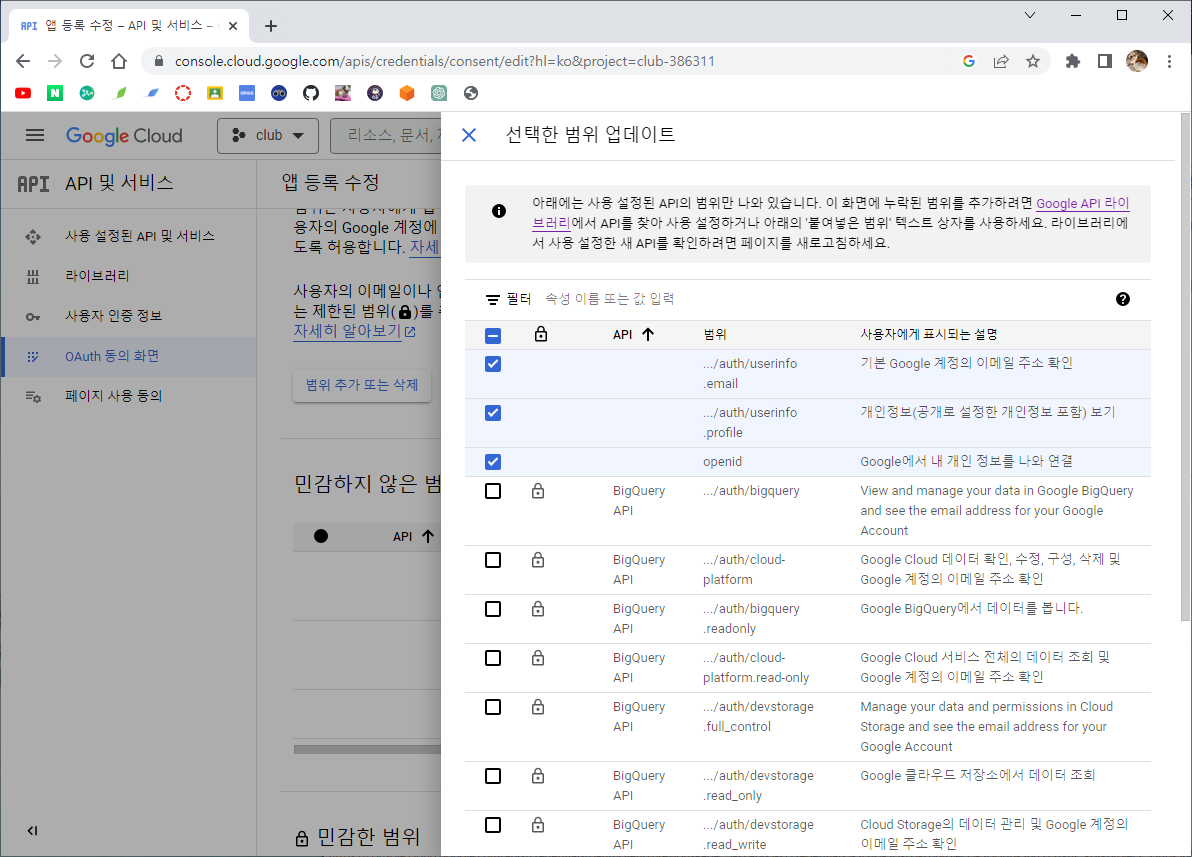 API 앱 등록 수정 – API 및 서비스 –
console.cloud.google.com/apis/credentials/consent/edit?hl=ko&project=club-386311
Google Cloud
club
리소스, 문서,
API API 및 서비스
사용 설정된 API 및 서비스
라이브러리
사용자 인증 정보
OAuth 동의 화면
페이지 사용 동의
앱 등록 수정
용자의 Google 계정에
도록 허용합니다. 자세
사용자의 이메일이나
는 제한된 범위()를
자세히 알아보기
범위 추가 또는 삭제
민감하지 않은 범
API
민감한 범위
선택한 범위 업데이트
아래에는 사용 설정된 API의 범위만 나와 있습니다. 이 화면에 누락된 범위를 추가하려면 Google API 라이
브러리에서 API를 찾아 사용 설정하거나 아래의 '붙여넣은 범위' 텍스트 상자를 사용하세요. 라이브러리에
서 사용 설정한 새 API를 확인하려면 페이지를 새로고침하세요.
필터 속성 이름 또는 값 입력
API 범위 사용자에게 표시되는 설명
.../auth/userinfo 기본 Google 계정의 이메일 주소 확인
.email
.../auth/userinfo 개인정보(공개로 설정한 개인정보 포함) 보기
.profile
openid Google에서 내 개인 정보를 나와 연결
BigQuery .../auth/bigquery View and manage your data in Google BigQuery
API and see the email address for your Google
Account
BigQuery .../auth/cloud- Google Cloud 데이터 확인, 수정, 구성, 삭제 및
API platform Google 계정의 이메일 주소 확인
BigQuery .../auth/bigquery Google BigQuery에서 데이터를 봅니다.
API .readonly
BigQuery .../auth/cloud- Google Cloud 서비스 전체의 데이터 조회 및
API platform.read-only Google 계정의 이메일 주소 확인
BigQuery .../auth/devstorage Manage your data and permissions in Cloud
API .full_control Storage and see the email address for your
Google Account
BigQuery .../auth/devstorage Google 클라우드 저장소에서 데이터 조회
API .read_only
BigQuery .../auth/devstorage Cloud Storage의 데이터 관리 및 Google 계정의
API .read_write 이메일 주소 확인